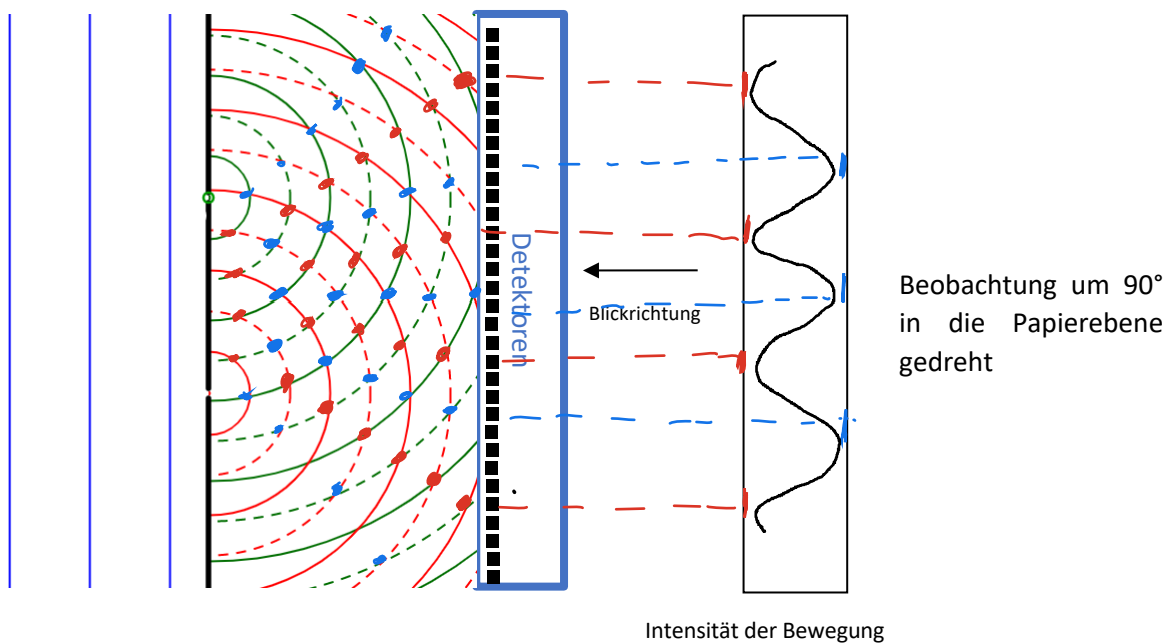 Detektoren
Blickrichtung
Beobachtung um 90°
in die Papierebene
gedreht
Intensität der Bewegung